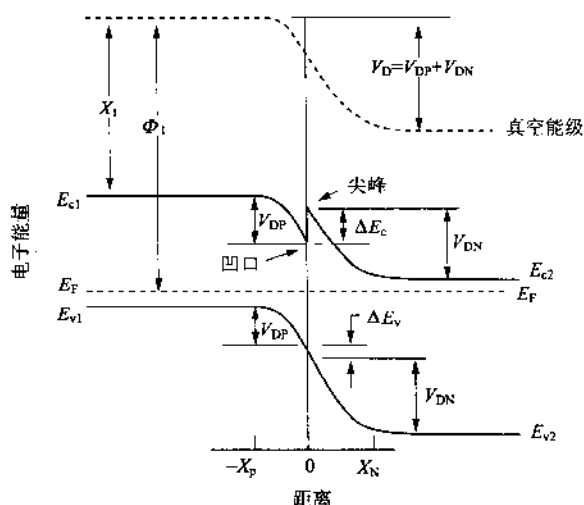 V_D=V_DP+V_DN
真空能级
X_1
Φ_1
电子能量
E_c1
V_DP
尖峰
ΔE_c
V_DN
凹口
E_c2
E_F
E_F
E_v1
V_DP
ΔE_v
V_DN
E_v2
-X_p
0
X_N
距离